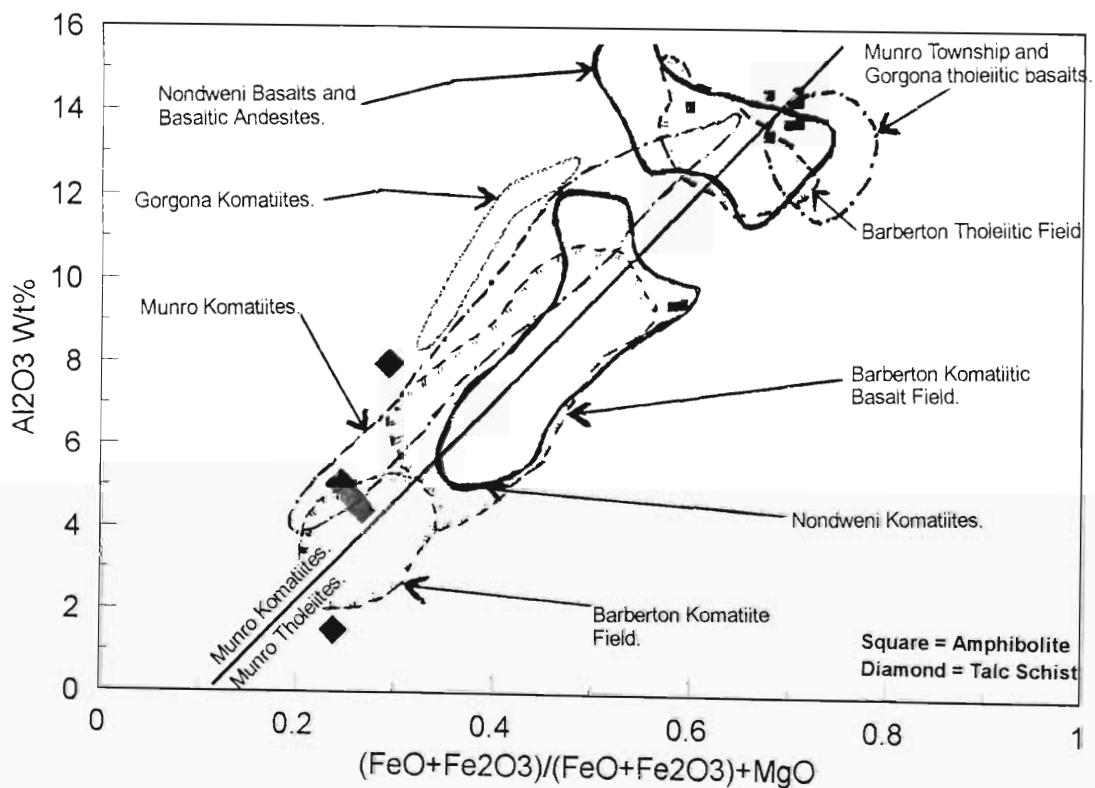 16
14
12
10
8
6
4
2
0
Al2O3 Wt%
0
0.2
0.4
0.6
0.8
1
(FeO+Fe2O3)/(FeO+Fe2O3)+MgO
Nondweni Basalts and
Basaltic Andesites.
Munro Township and
Gorgona tholeiitic basalts.
Gorgona Komatiites.
Barberton Tholeiitic Field
Munro Komatiites.
Barberton Komatiitic
Basalt Field.
Nondweni Komatiites.
Munro Komatiites.
Munro Tholeiites.
Barberton Komatiite
Field.
Square = Amphibolite
Diamond = Talc Schist